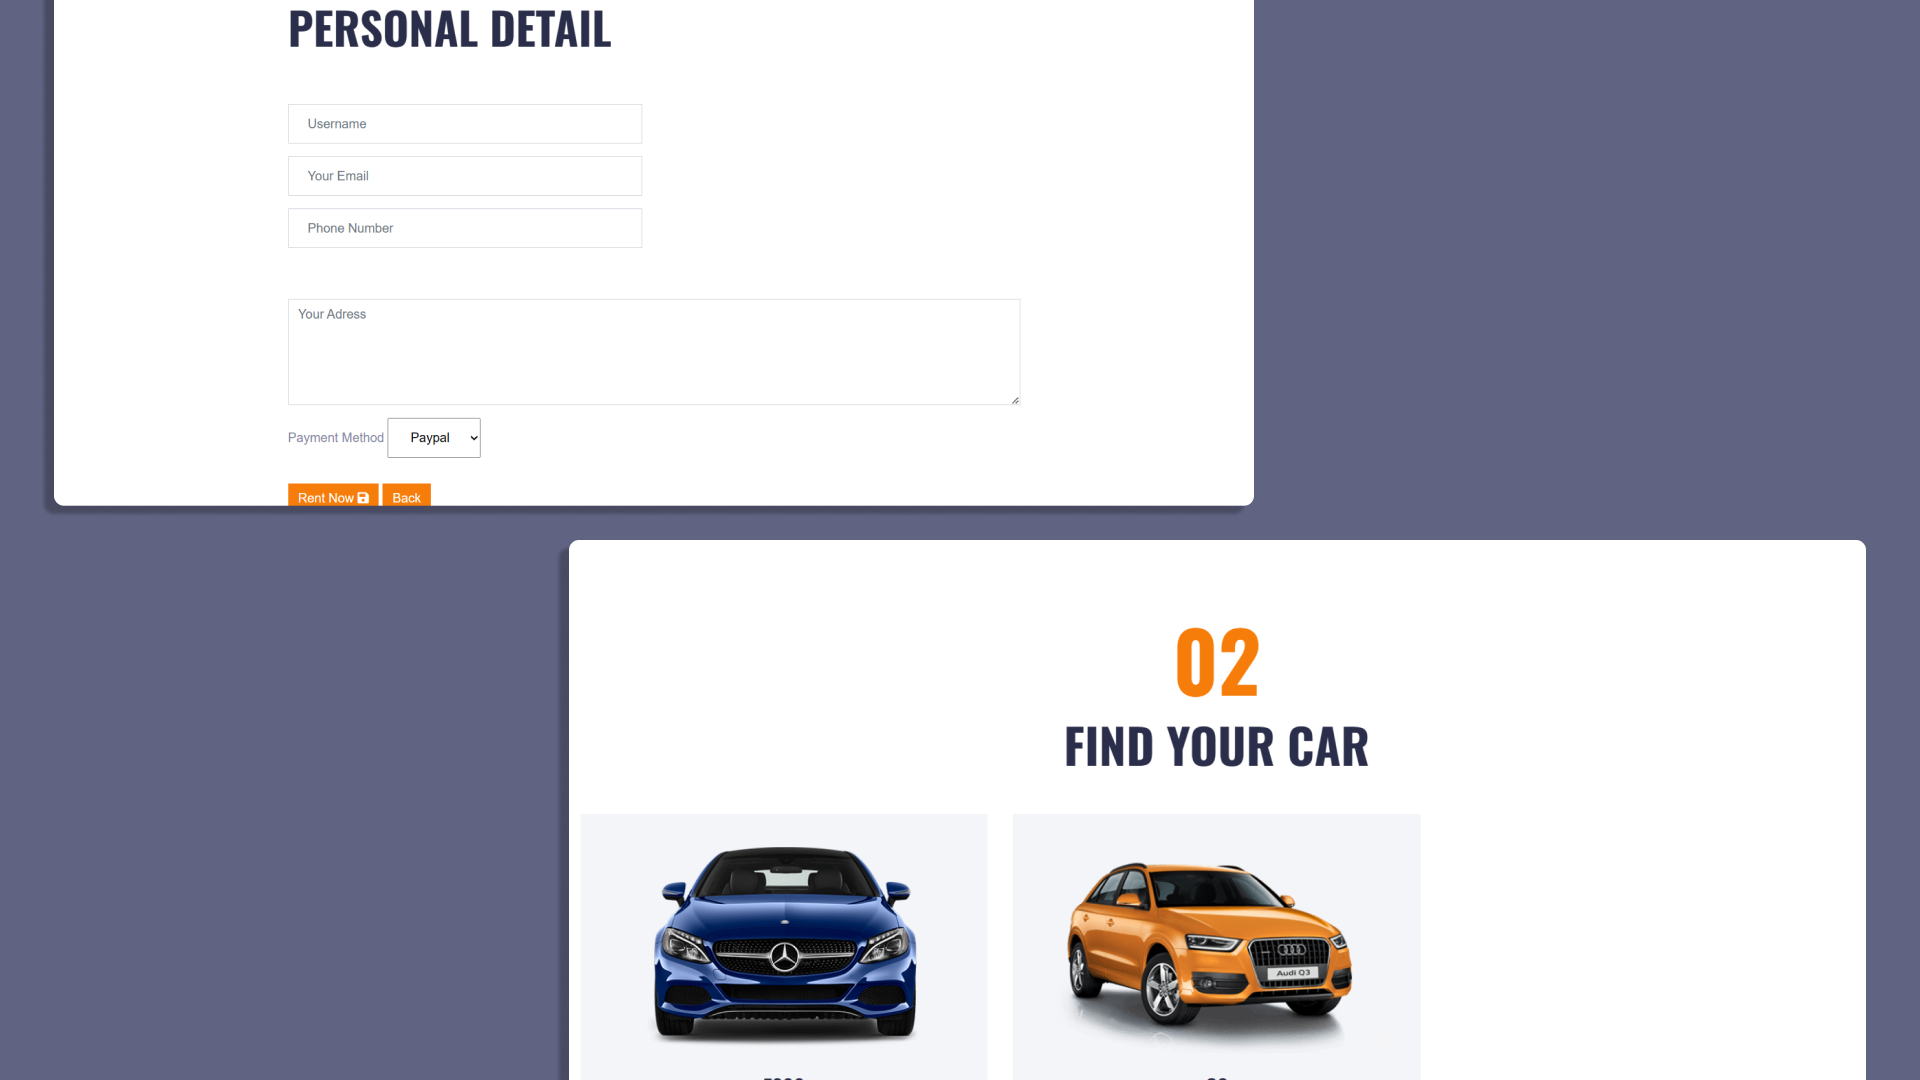 PERSONAL DETAIL
Username
Your Email
Phone Number
Your Adress
Payment Method Paypal
Rent Now Back
02
FIND YOUR CAR
Audi Q3